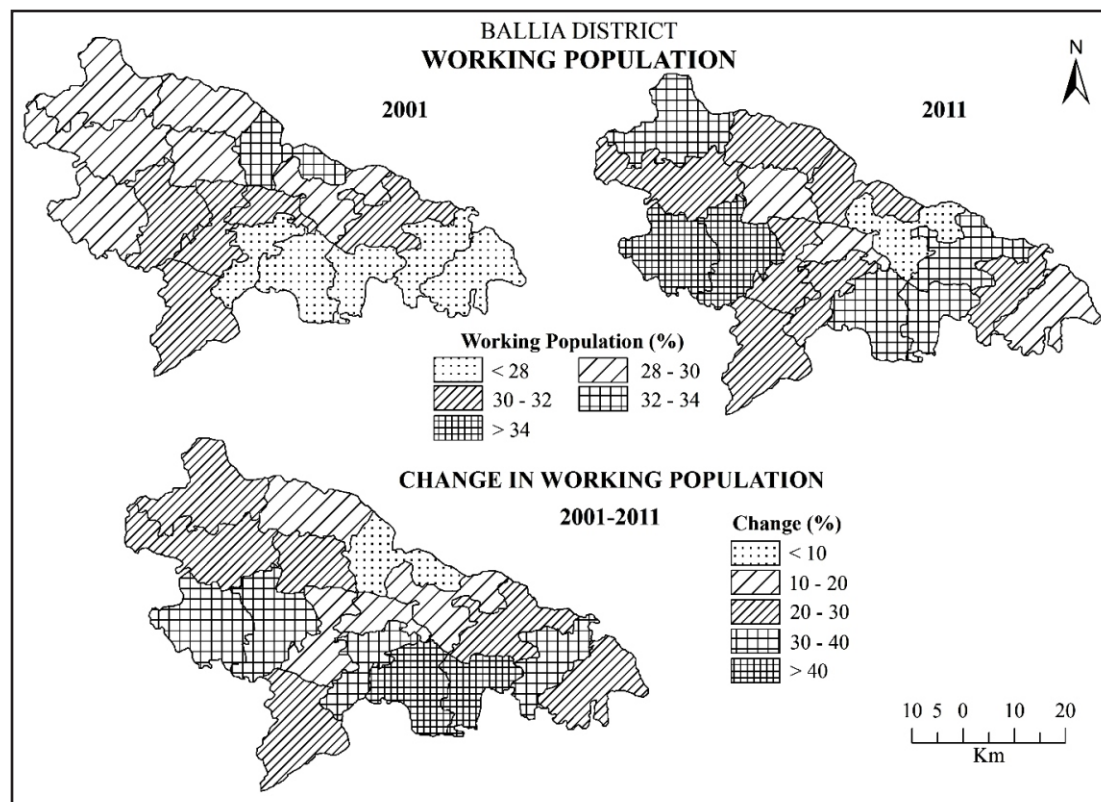 BALLIA DISTRICT
WORKING POPULATION
N
2001
2011
Working Population (%)
< 28
28 - 30
30 - 32
32 - 34
> 34
CHANGE IN WORKING POPULATION
2001-2011
Change (%)
< 10
10 - 20
20 - 30
30 - 40
> 40
10 5 0 10 20
Km